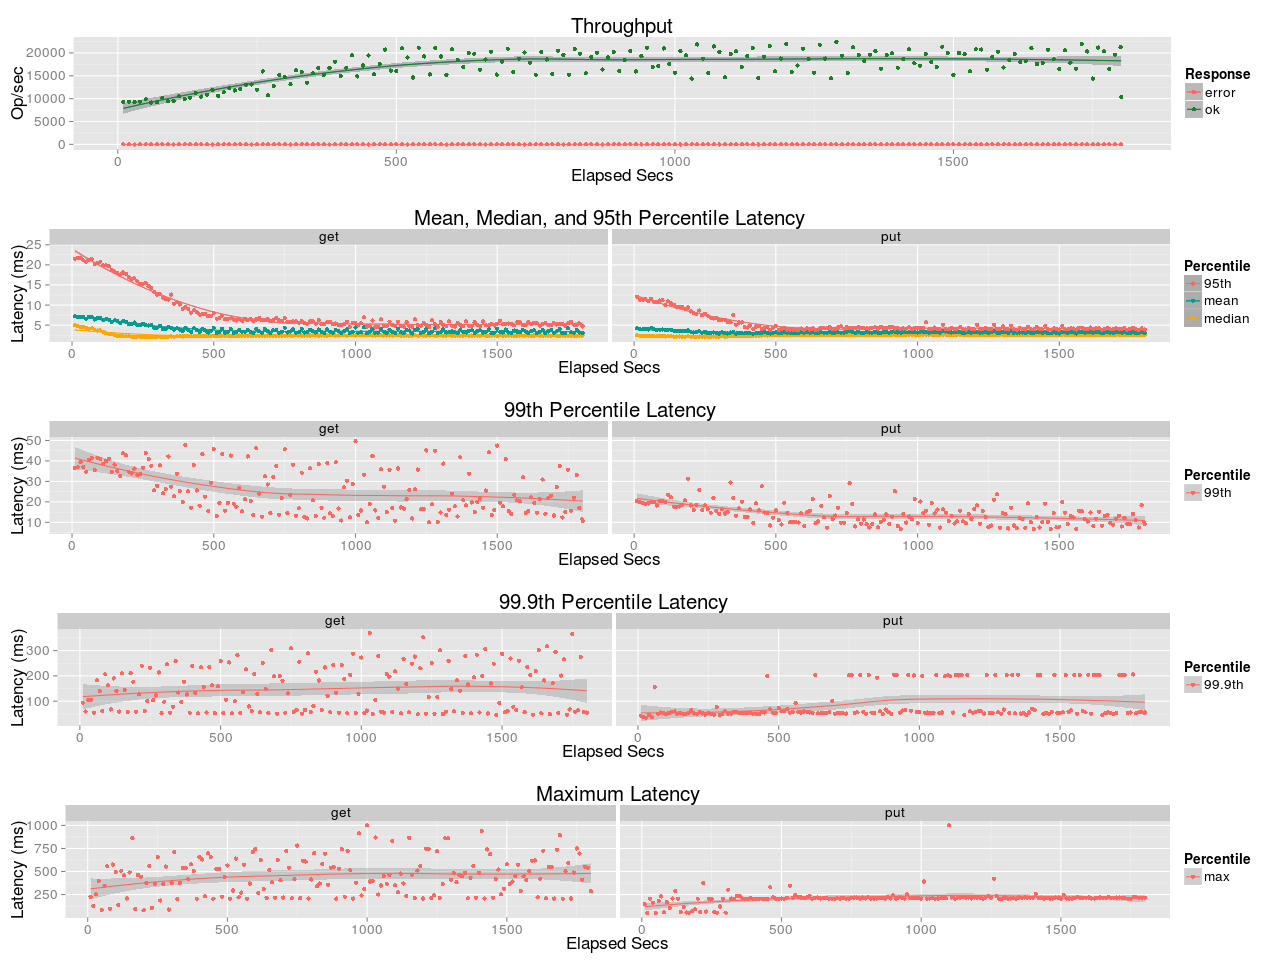 Throughput
Op/sec
20000
15000
10000
5000
0
0 500 1000 1500
Elapsed Secs
Response
error
ok
Mean, Median, and 95th Percentile Latency
get put
Latency (ms)
25
20
15
10
5
0 500 1000 1500 0 500 1000 1500
Elapsed Secs
Percentile
95th
mean
median
99th Percentile Latency
get put
Latency (ms)
50
40
30
20
10
0 500 1000 1500 0 500 1000 1500
Elapsed Secs
Percentile
99th
99.9th Percentile Latency
get put
Latency (ms)
300
200
100
0 500 1000 1500 0 500 1000 1500
Elapsed Secs
Percentile
99.9th
Maximum Latency
get put
Latency (ms)
1000
750
500
250
0 500 1000 1500 0 500 1000 1500
Elapsed Secs
Percentile
max